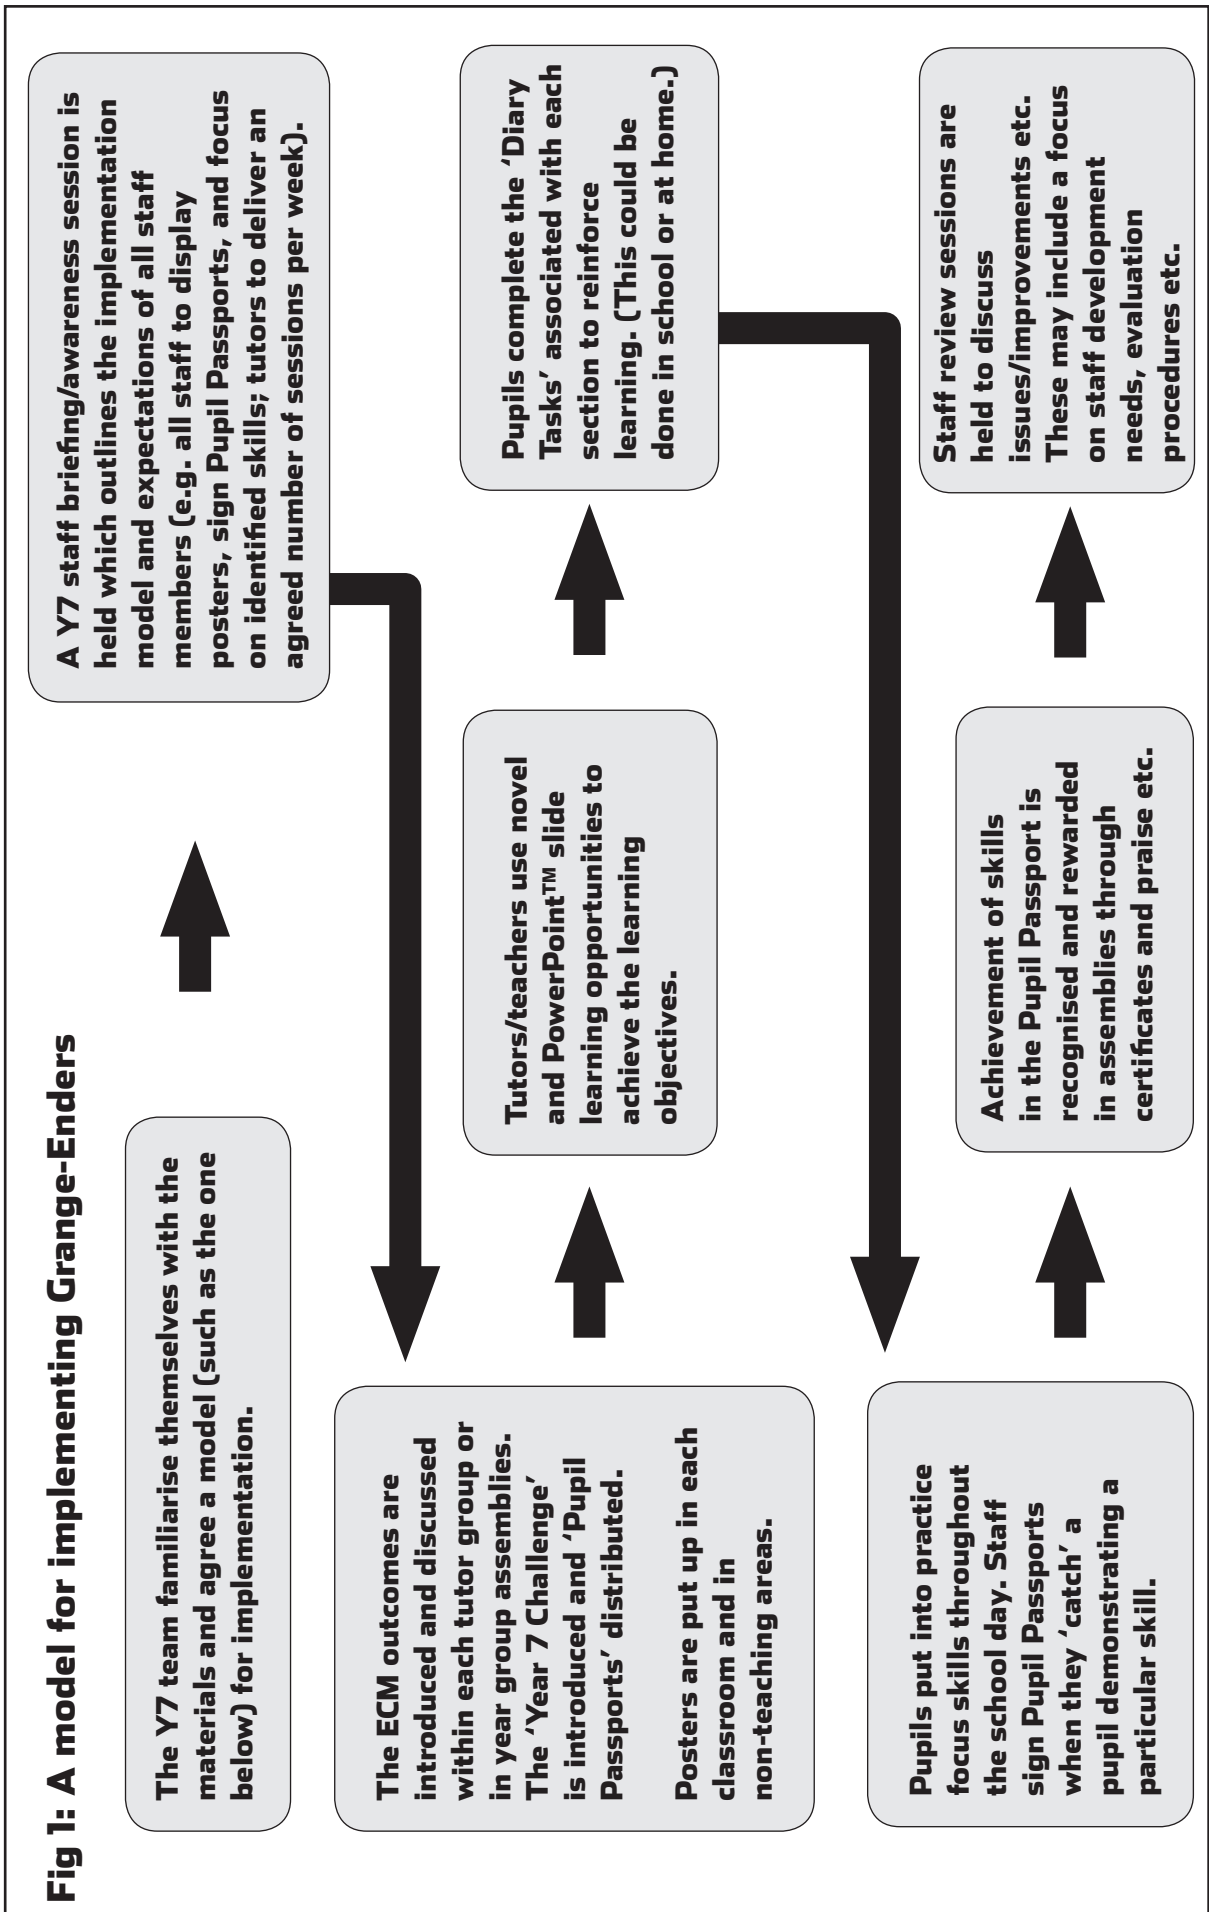 Fig 1: A model for implementing Grange-Enders
The Y7 team familiarise themselves with the
materials and agree a model (such as the one
below) for implementation.
A Y7 staff briefing/awareness session is
held which outlines the implementation
model and expectations of all staff
members (e.g. all staff to display
posters, sign Pupil Passports, and focus
on identified skills; tutors to deliver an
agreed number of sessions per week).
The ECM outcomes are
introduced and discussed
within each tutor group or
in year group assemblies.
The ‘Year 7 Challenge’
is introduced and ‘Pupil
Passports’ distributed.
Posters are put up in each
classroom and in
non-teaching areas.
Tutors/teachers use novel
and PowerPoint™ slide
learning opportunities to
achieve the learning
objectives.
Pupils complete the ‘Diary
Tasks’ associated with each
section to reinforce
learning. (This could be
done in school or at home.)
Pupils put into practice
focus skills throughout
the school day. Staff
sign Pupil Passports
when they ‘catch’ a
pupil demonstrating a
particular skill.
Achievement of skills
in the Pupil Passport is
recognised and rewarded
in assemblies through
certificates and praise etc.
Staff review sessions are
held to discuss
issues/improvements etc.
These may include a focus
on staff development
needs, evaluation
procedures etc.